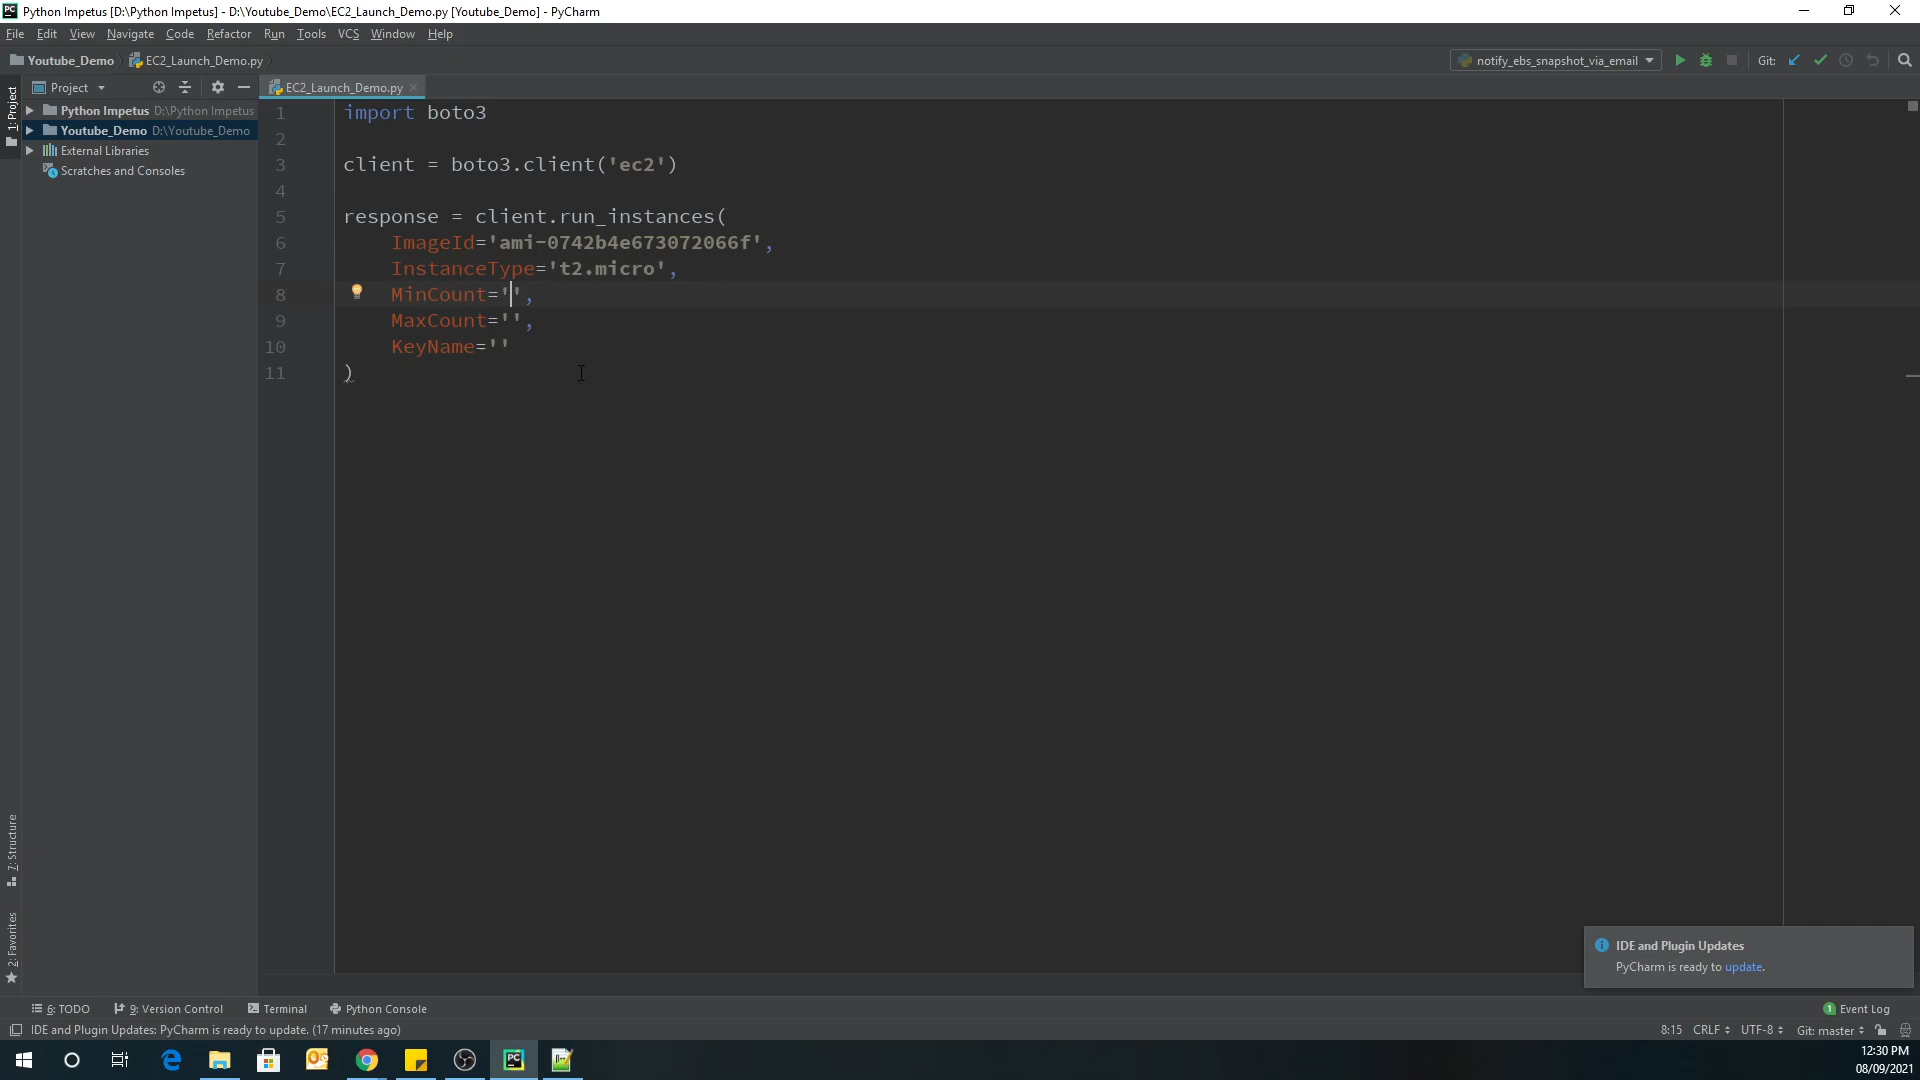 Python Impetus [D:\Python Impetus] - D:\Youtube_Demo\EC2_Launch_Demo.py [Youtube_Demo] - PyCharm
File Edit View Navigate Code Refactor Run Tools VCS Window Help
Youtube_Demo EC2_Launch_Demo.py notify_ebs_snapshot_via_email Git:
1: Project
Project
Python Impetus D:\Python Impetus
Youtube_Demo D:\Youtube_Demo
External Libraries
Scratches and Consoles
EC2_Launch_Demo.py
1 import boto3
2
3 client = boto3.client('ec2')
4
5 response = client.run_instances(
6 ImageId='ami-0742b4e673072066f',
7 InstanceType='t2.micro',
8 MinCount='',
9 MaxCount='',
10 KeyName=''
11 )
7: Structure
2: Favorites
IDE and Plugin Updates
PyCharm is ready to update.
6: TODO 9: Version Control Terminal Python Console 1 Event Log
IDE and Plugin Updates: PyCharm is ready to update. (17 minutes ago) 8:15 CRLF UTF-8 Git: master
12:30 PM
08/09/2021